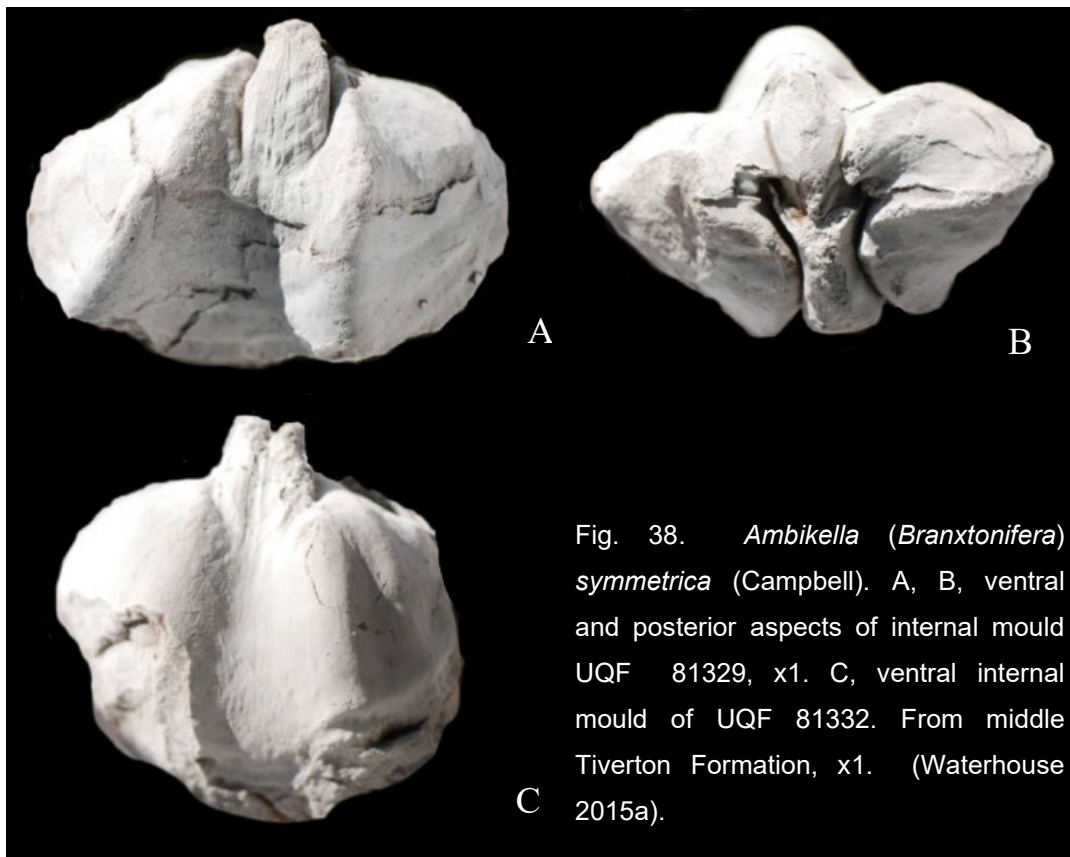 A
B
Fig. 38. Ambikella (Branxtonifera)
symmetrica (Campbell). A, B, ventral
and posterior aspects of internal mould
UQF 81329, x1. C, ventral internal
mould of UQF 81332. From middle
Tiverton Formation, x1. (Waterhouse
2015a).
C